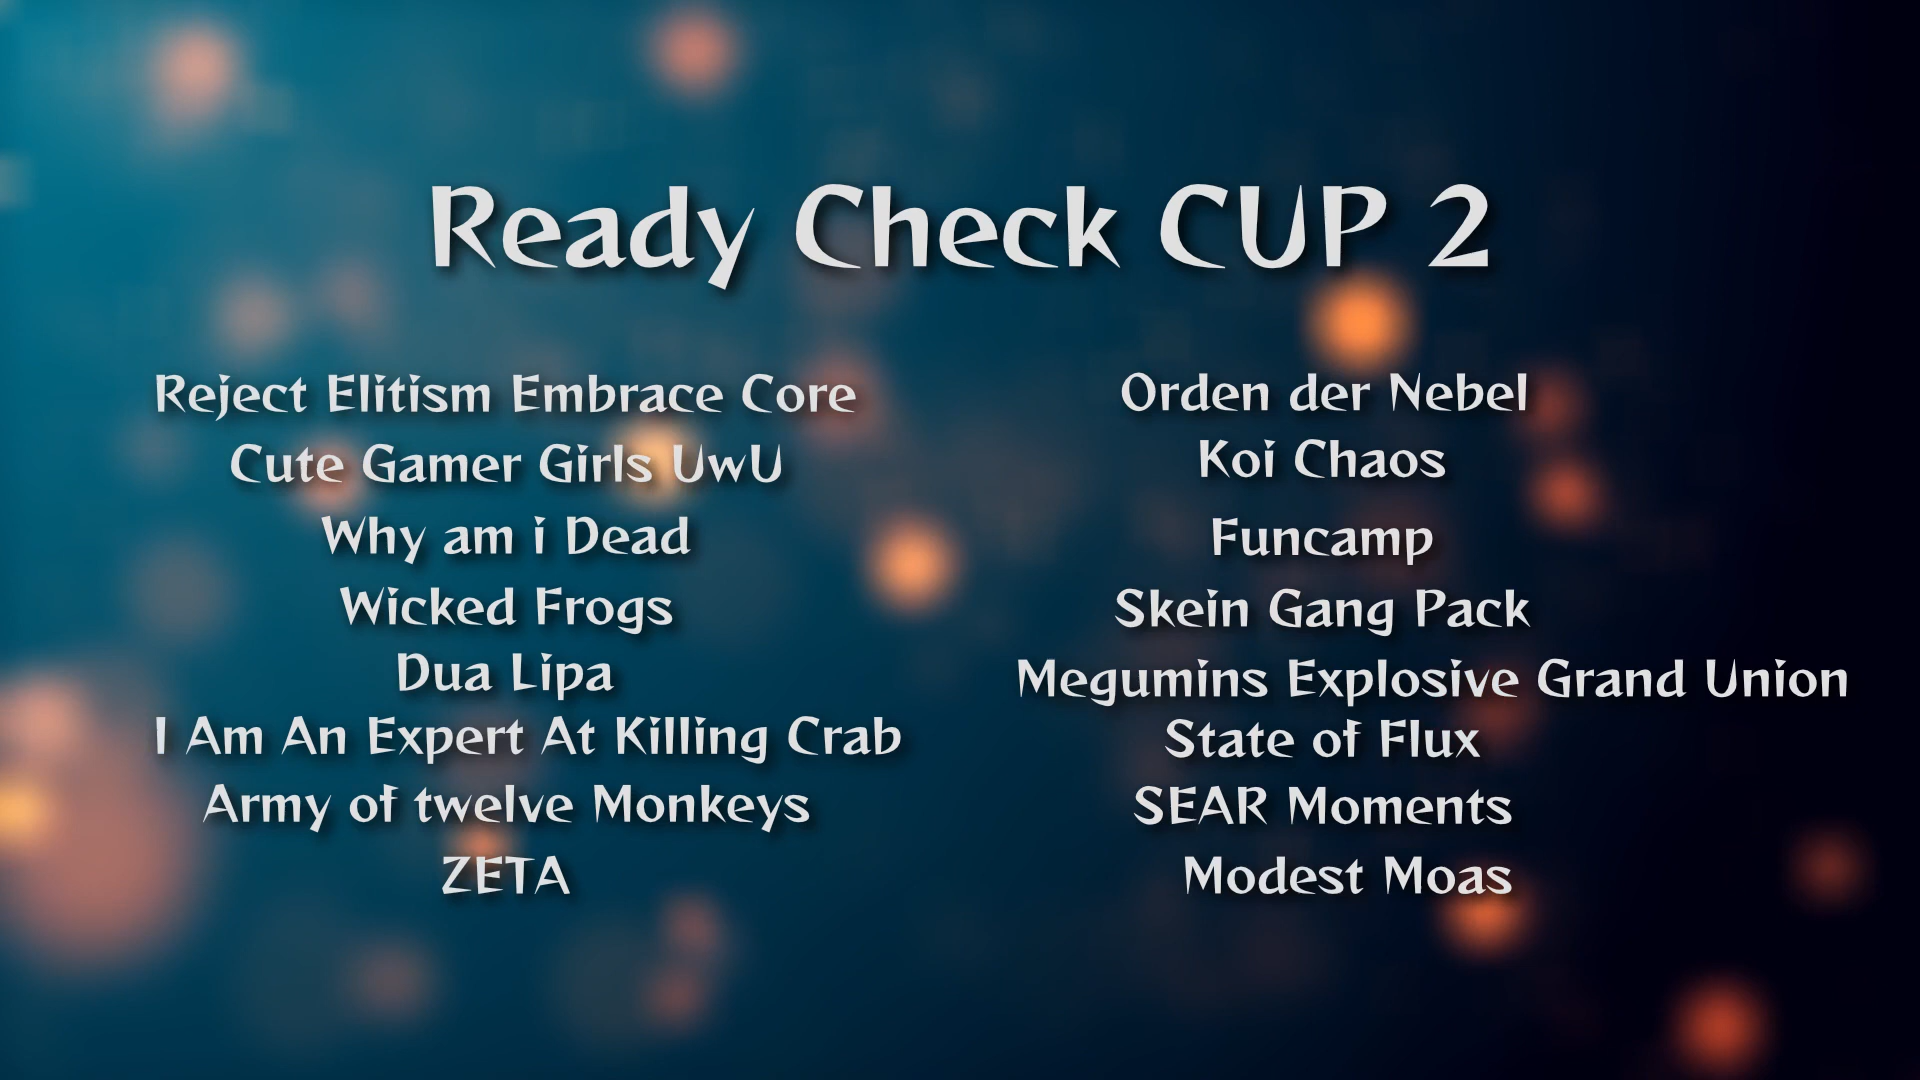 Ready Check CUP 2
Reject Elitism Embrace Core
Cute Gamer Girls UwU
Why am i Dead
Wicked Frogs
Dua Lipa
I Am An Expert At Killing Crab
Army of twelve Monkeys
ZETA
Orden der Nebel
Koi Chaos
Funcamp
Skein Gang Pack
Megumins Explosive Grand Union
State of Flux
SEAR Moments
Modest Moas